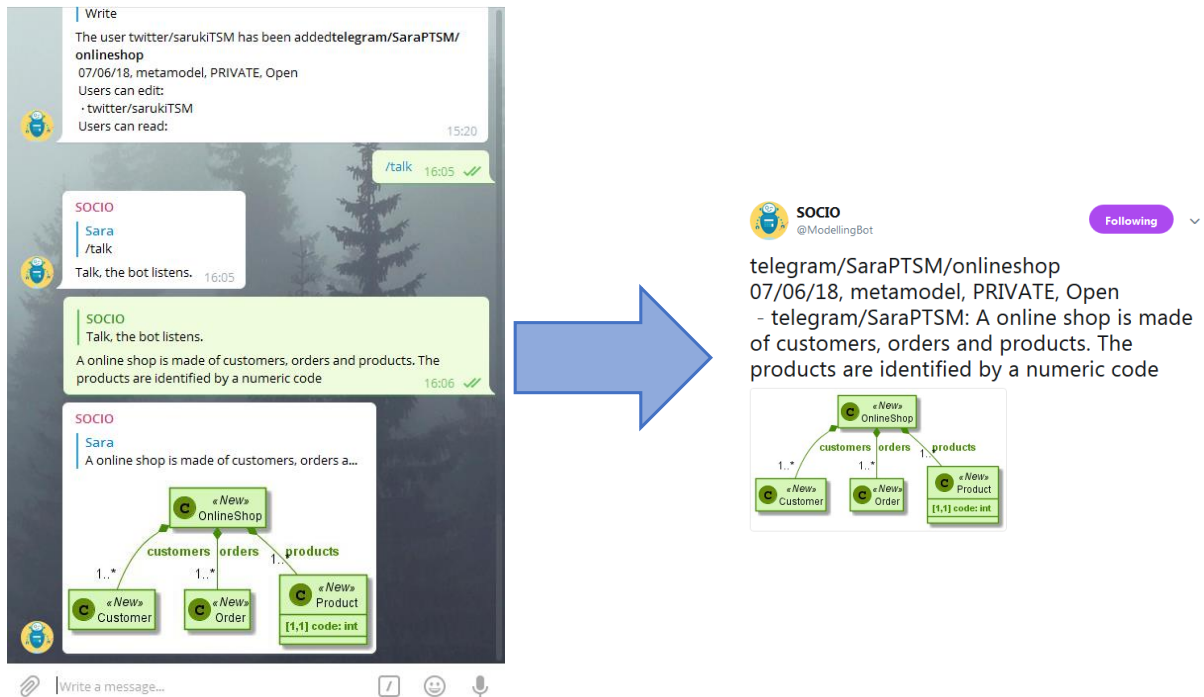 Write
The user twitter/sarukiTSM has been addedtelegram/SaraPTSM/
onlineshop
07/06/18, metamodel, PRIVATE, Open
Users can edit:
· twitter/sarukiTSM
Users can read:
15:20
/talk 16:05
SOCIO
Sara
/talk
Talk, the bot listens. 16:05
SOCIO
Talk, the bot listens.
A online shop is made of customers, orders and products. The
products are identified by a numeric code
16:06
SOCIO
Sara
A online shop is made of customers, orders a...
«New»
C OnlineShop
customers orders products
1..* 1..* 1..*
«New» «New» «New»
C Customer C Order C Product
[1,1] code: int
Write a message...
/
SOCIO
@ModellingBot
Following
telegram/SaraPTSM/onlineshop
07/06/18, metamodel, PRIVATE, Open
- telegram/SaraPTSM: A online shop is made
of customers, orders and products. The
products are identified by a numeric code
«New»
C OnlineShop
customers orders products
1..* 1..* 1..*
«New» «New» «New»
C Customer C Order C Product
[1,1] code: int